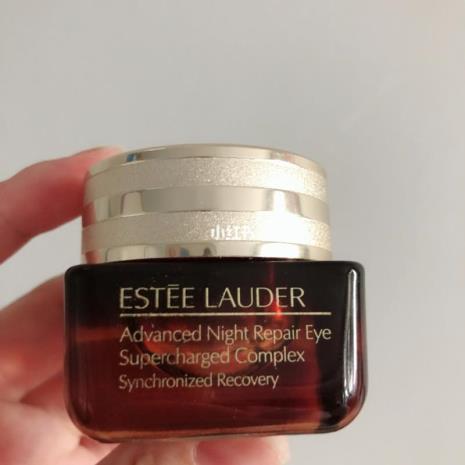 ESTĒE LAUDER
Advanced Night Repair Eye
Supercharged Complex
Synchronized Recovery